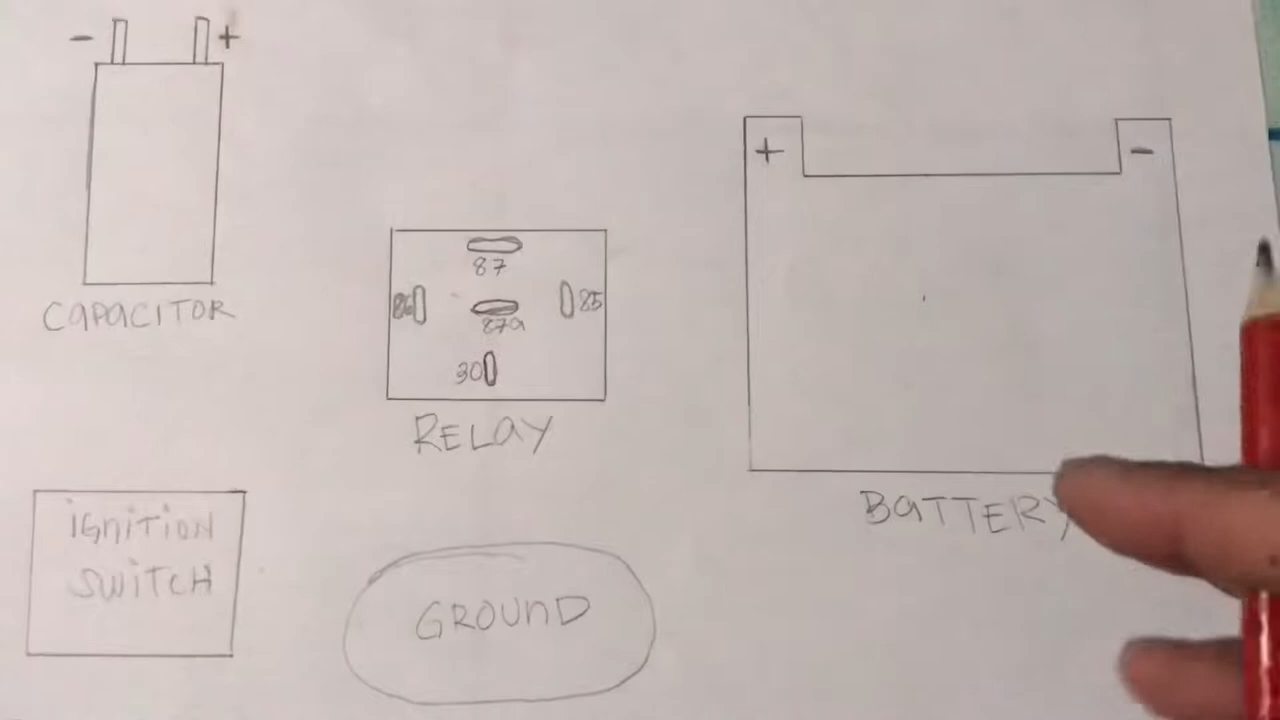 - +
CAPACITOR
+ -
87
86
85
87a
30
RELAY
BATTERY
IGNITION
SWITCH
GROUND